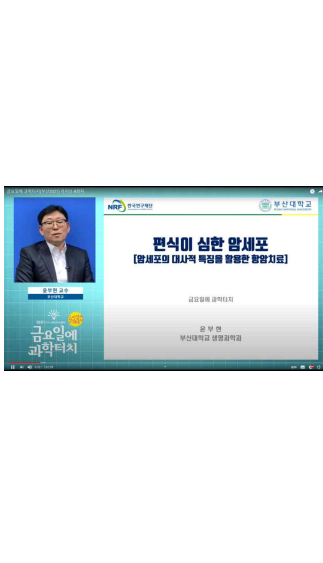 NRF 한국연구재단
부산대학교
편식이 심한 암세포
[암세포의 대사적 특징을 활용한 항암치료]
금요일에 과학터치
윤 부 현
부산대학교 생명과학과
윤부현 교수
부산대학교
금요일에
과학터치